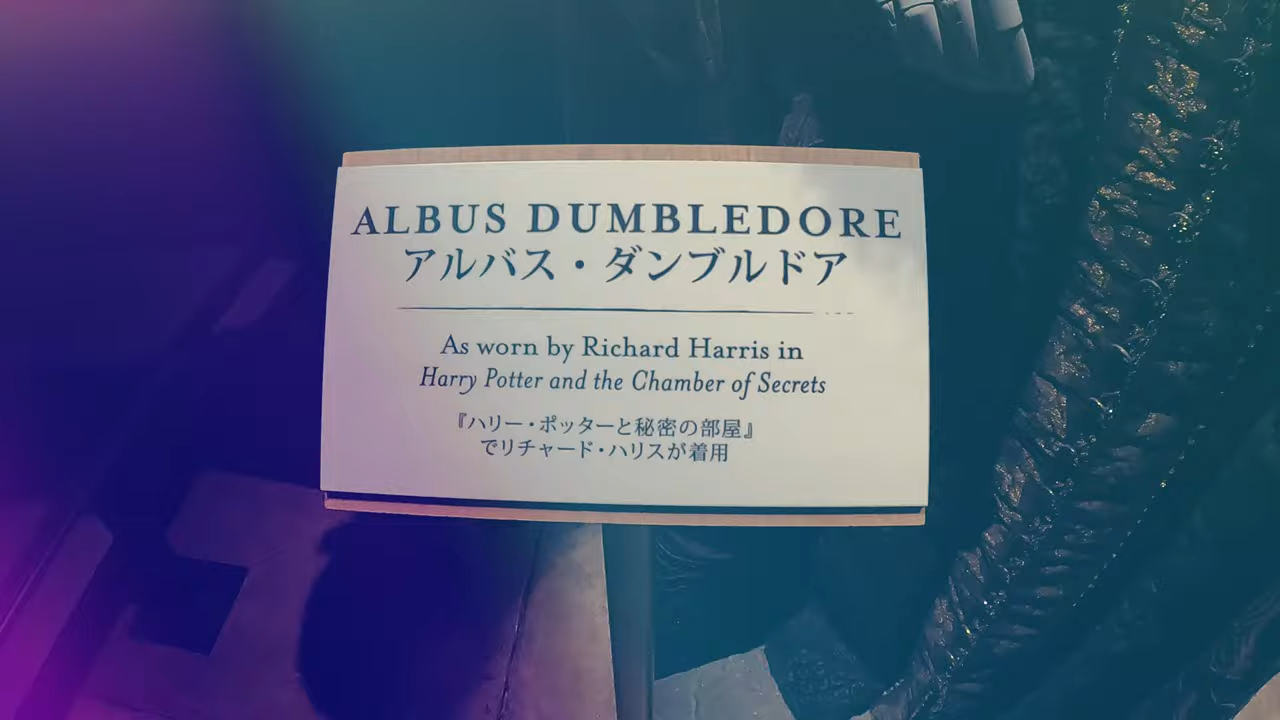 ALBUS DUMBLEDORE
アルバス・ダンブルドア
As worn by Richard Harris in
Harry Potter and the Chamber of Secrets
『ハリー・ポッターと秘密の部屋』
でリチャード・ハリスが着用